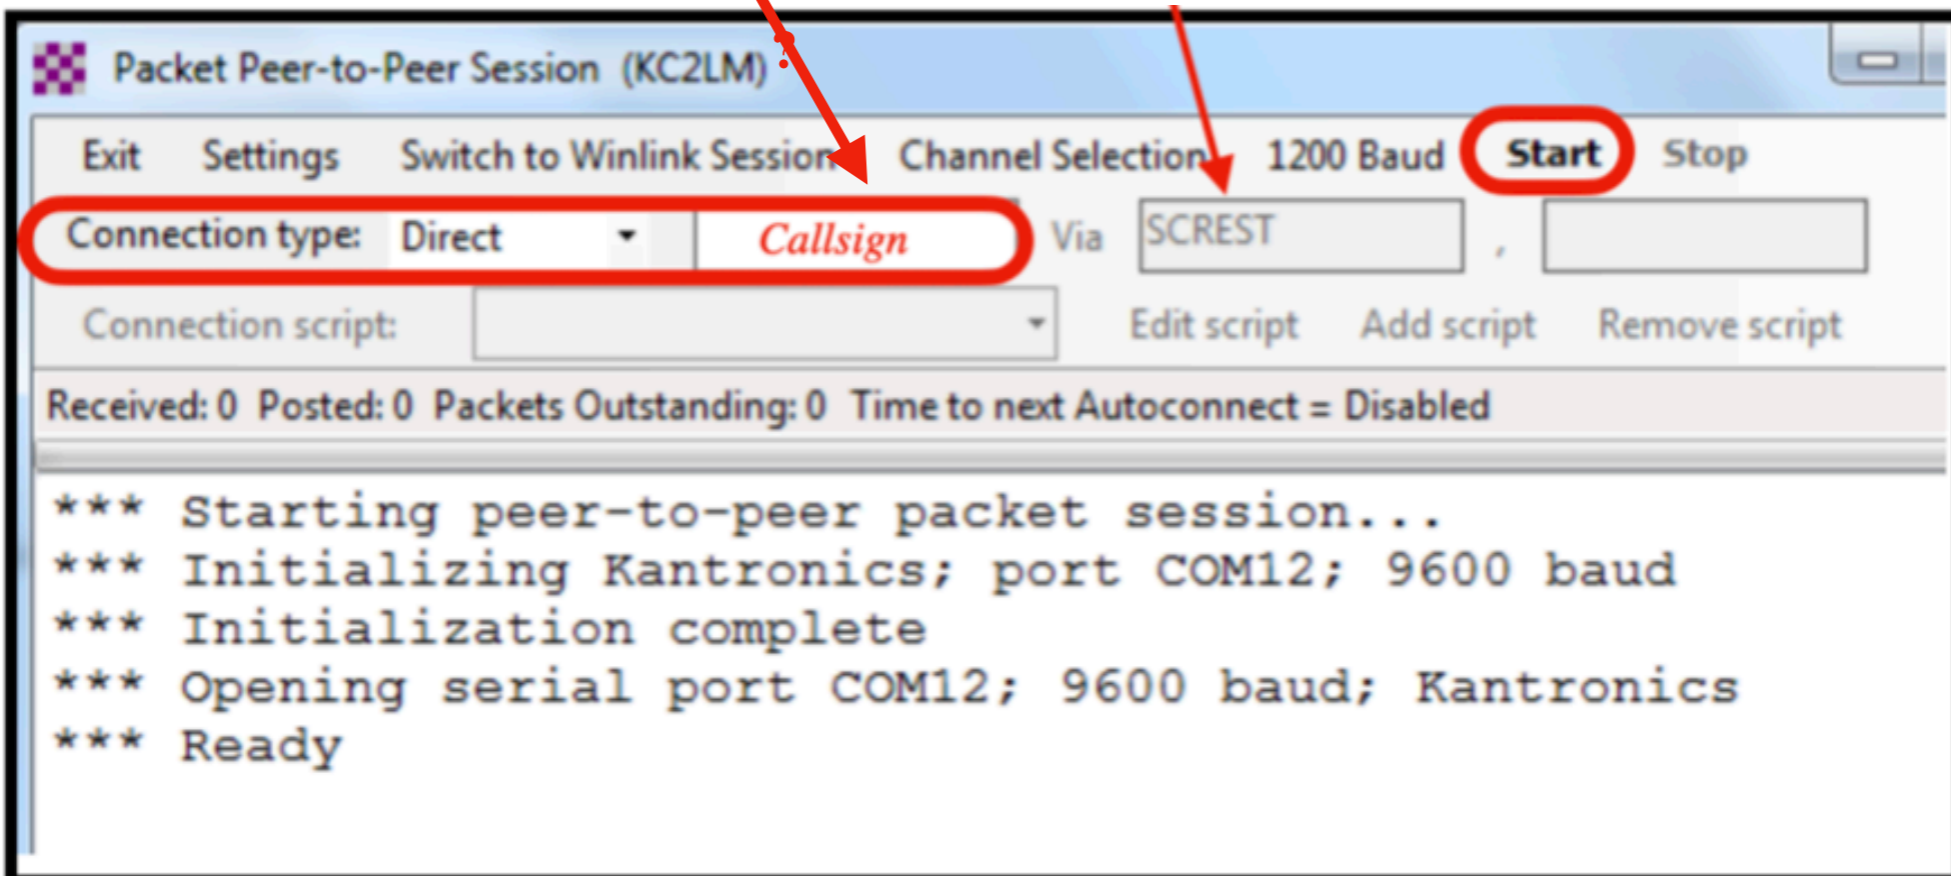 Packet Peer-to-Peer Session (KC2LM) ?
Exit Settings Switch to Winlink Session Channel Selection 1200 Baud Start Stop
Connection type: Direct Callsign Via SCREST ,
Connection script: Edit script Add script Remove script
Received: 0 Posted: 0 Packets Outstanding: 0 Time to next Autoconnect = Disabled
*** Starting peer-to-peer packet session...
*** Initializing Kantronics; port COM12; 9600 baud
*** Initialization complete
*** Opening serial port COM12; 9600 baud; Kantronics
*** Ready